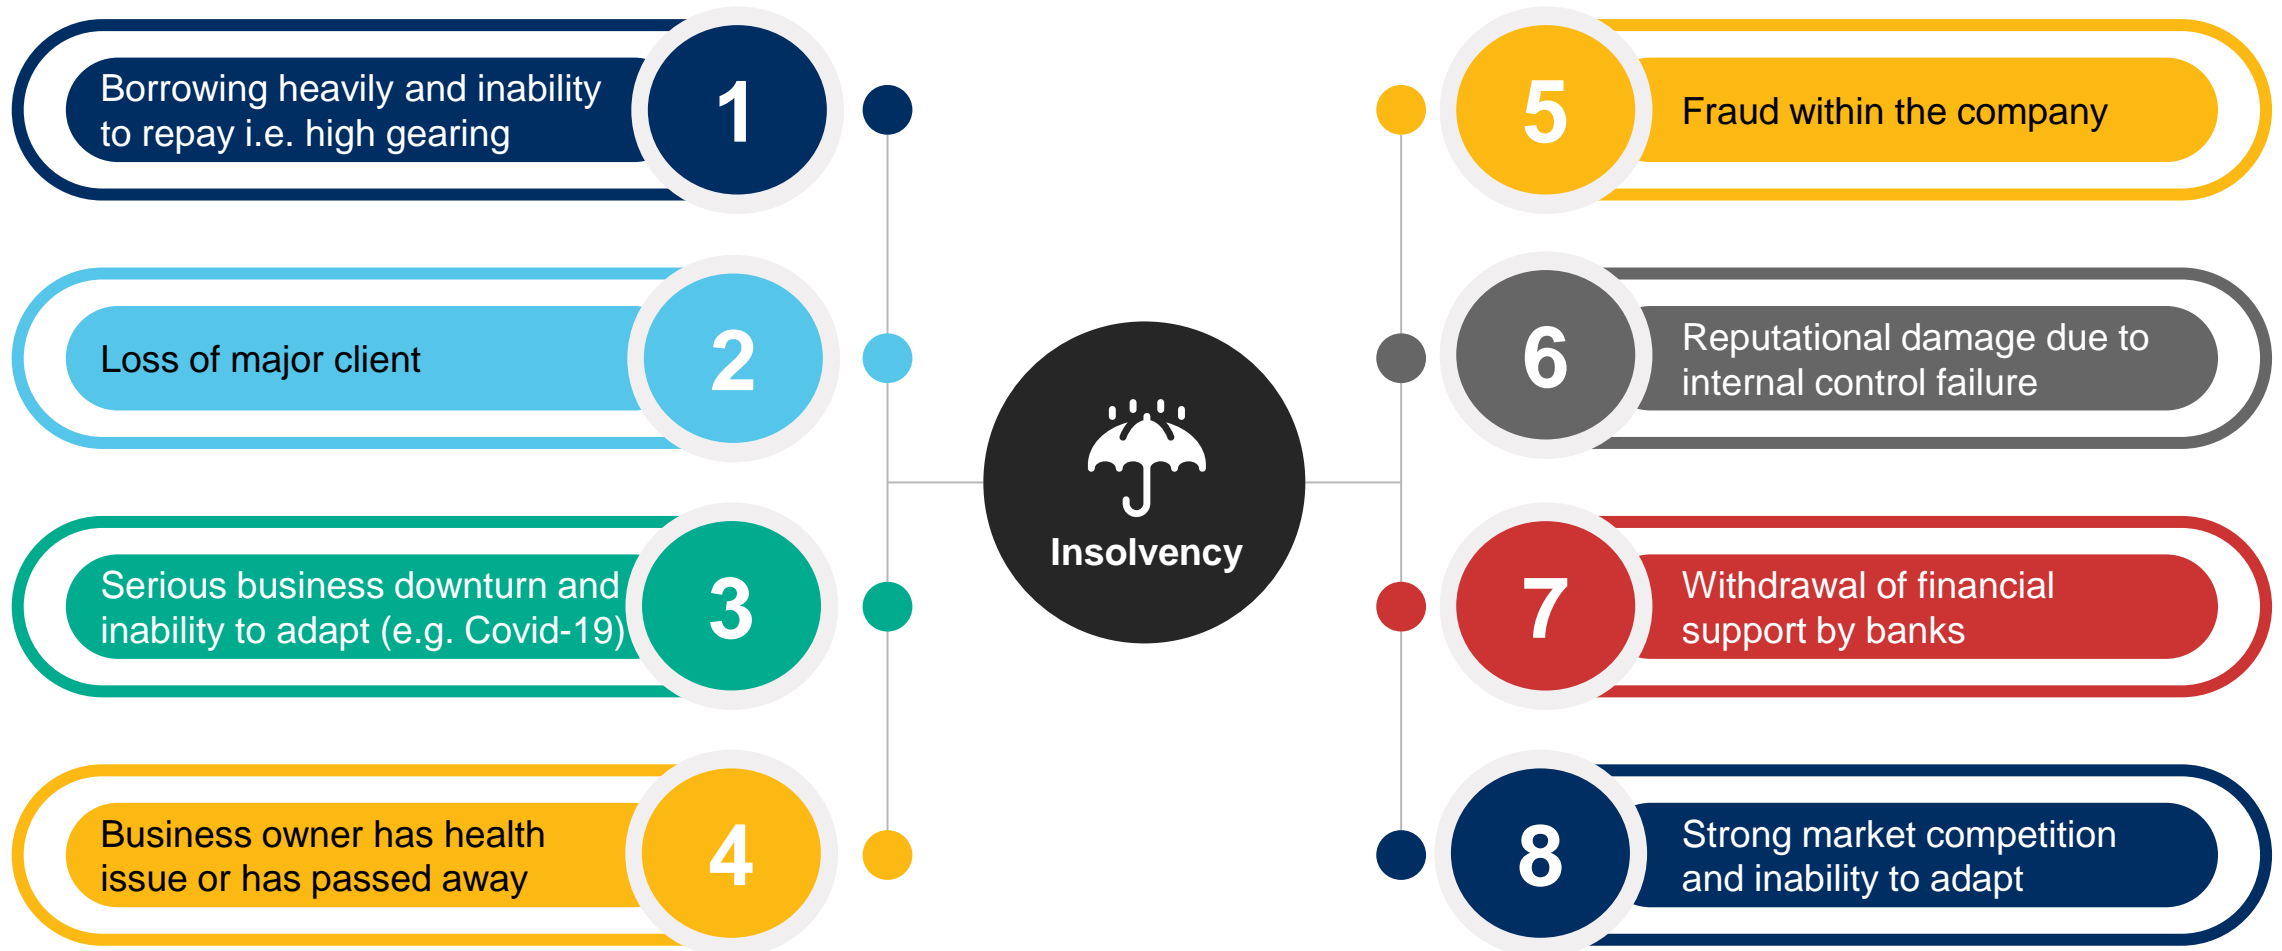 1
Borrowing heavily and inability
to repay i.e. high gearing
2
Loss of major client
3
Serious business downturn and
inability to adapt (e.g. Covid-19)
4
Business owner has health
issue or has passed away
Insolvency
5
Fraud within the company
6
Reputational damage due to
internal control failure
7
Withdrawal of financial
support by banks
8
Strong market competition
and inability to adapt